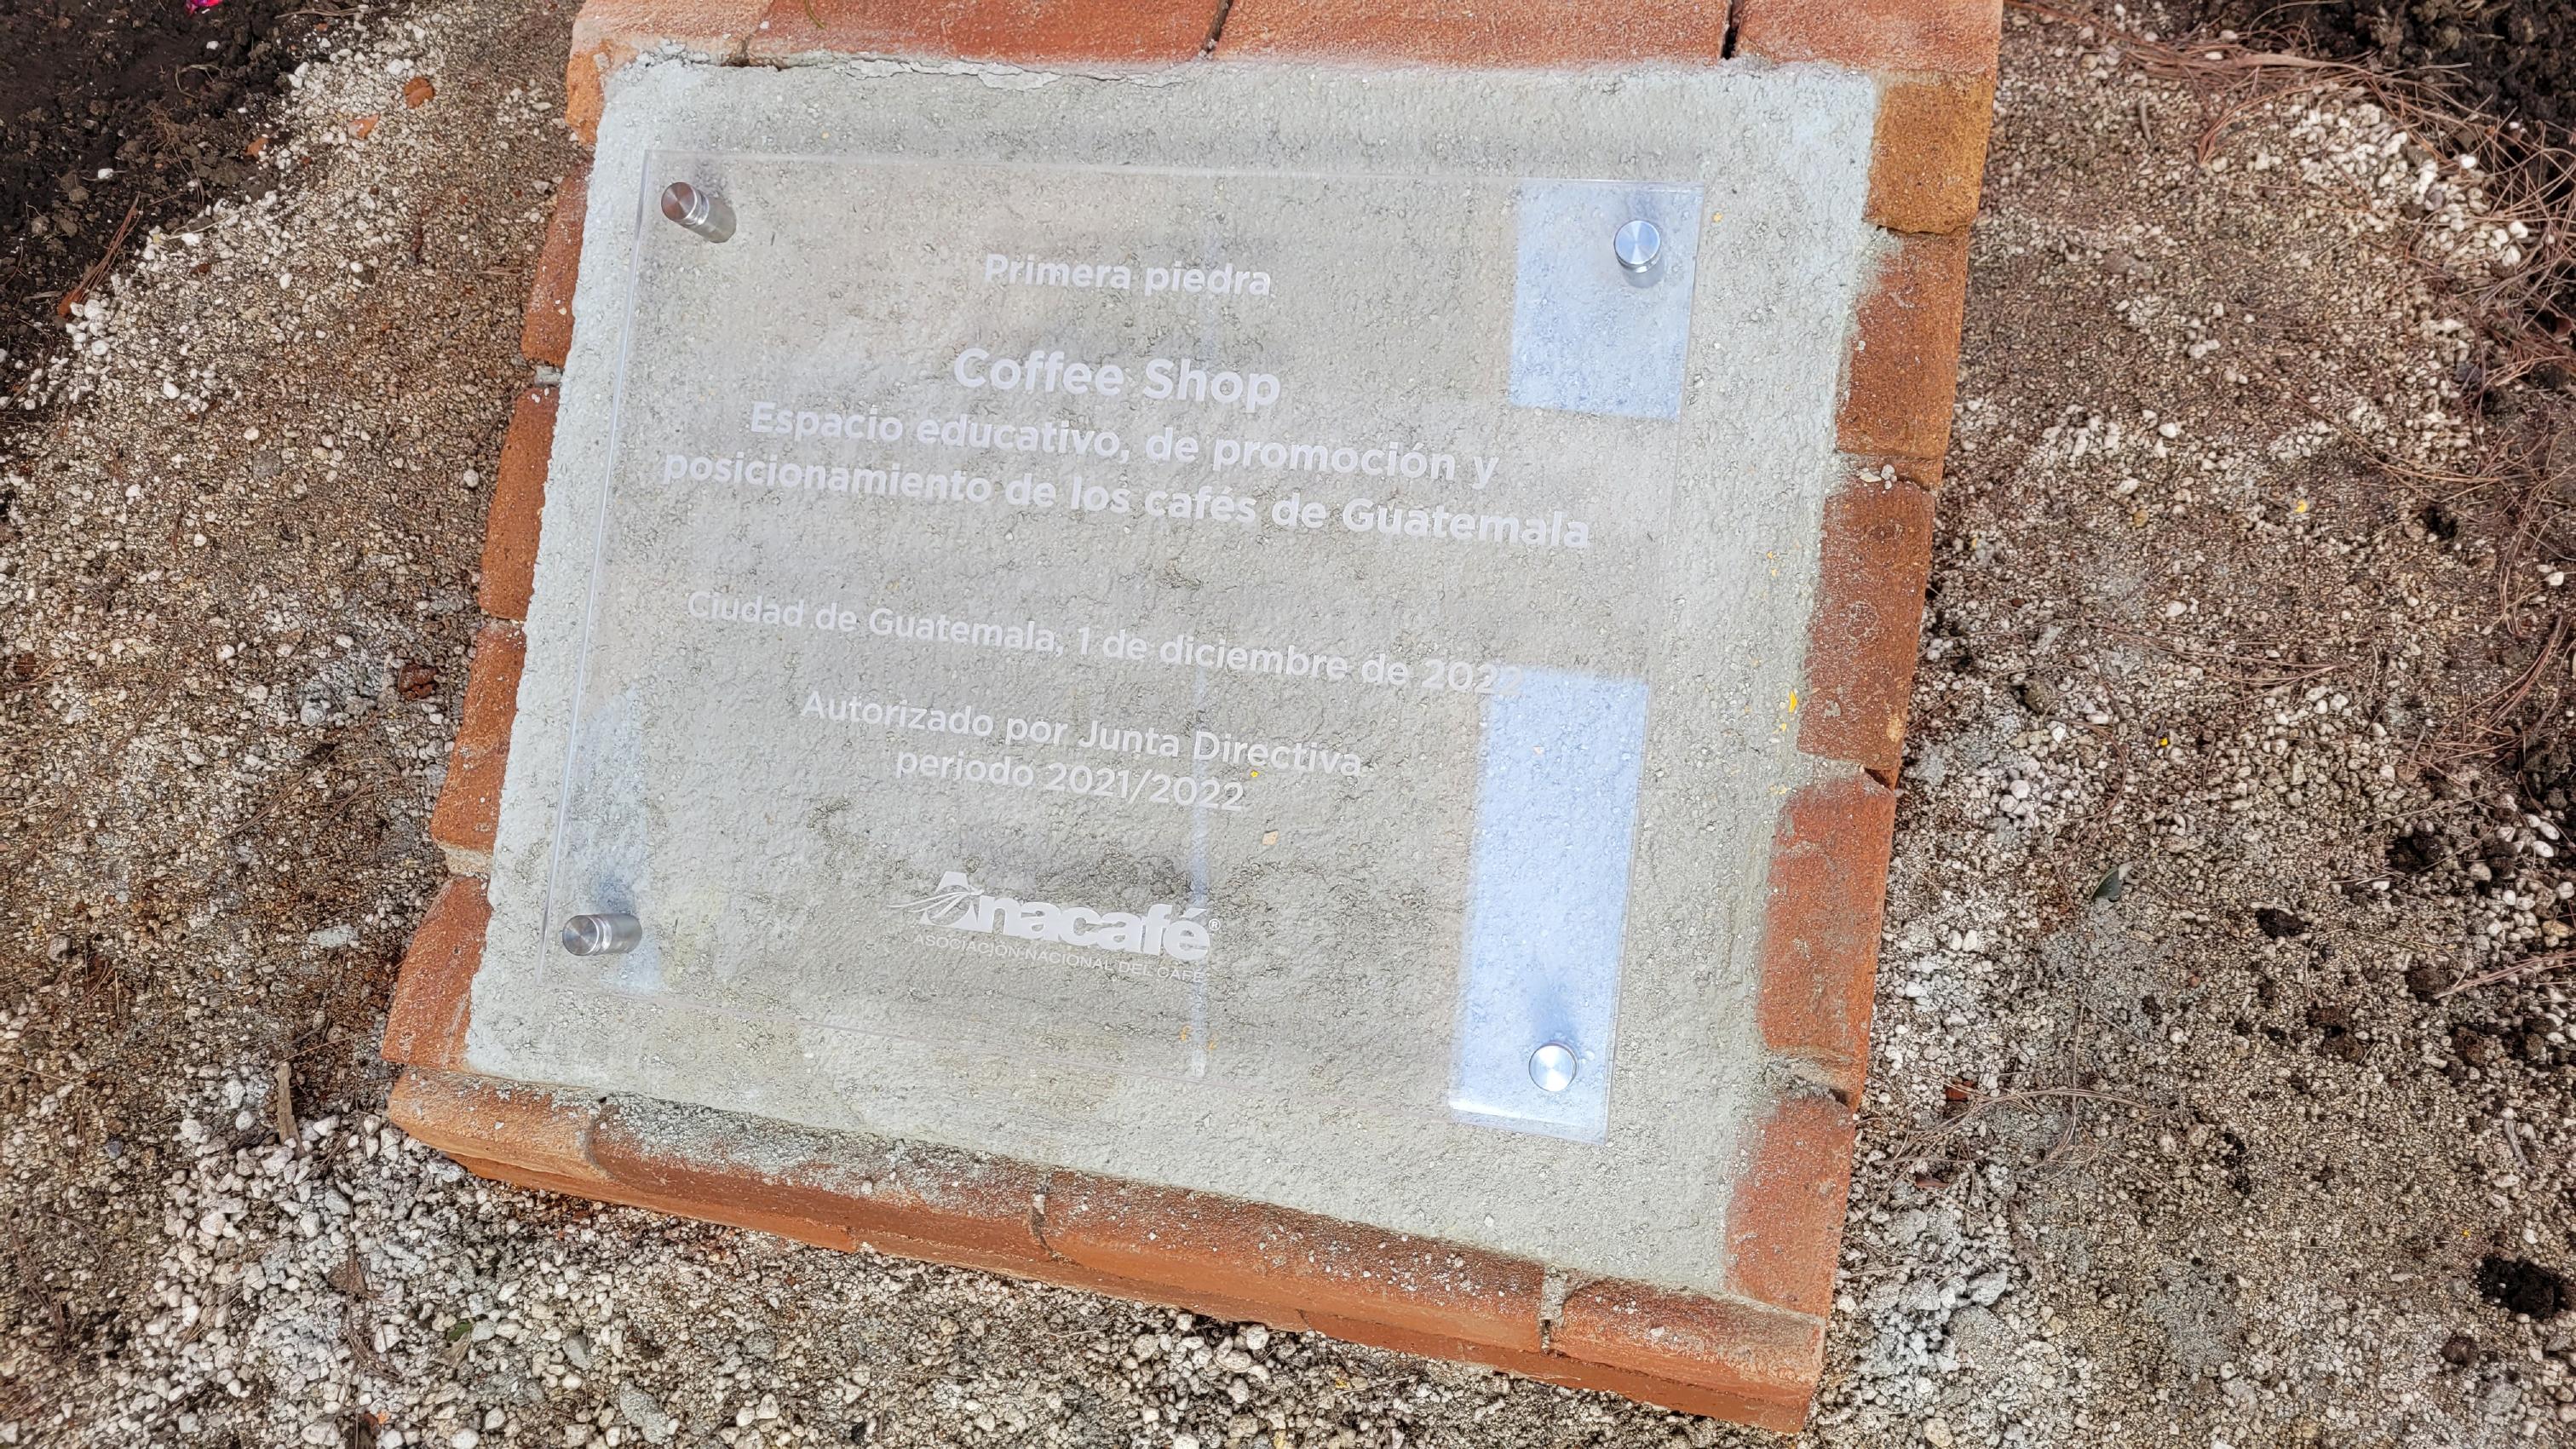 Primera piedra
Coffee Shop
Espacio educativo, de promoción y
posicionamiento de los cafés de Guatemala
Ciudad de Guatemala, 1 de diciembre de 2022
Autorizado por Junta Directiva
periodo 2021/2022
Anacafé®
ASOCIACIÓN NACIONAL DEL CAFÉ